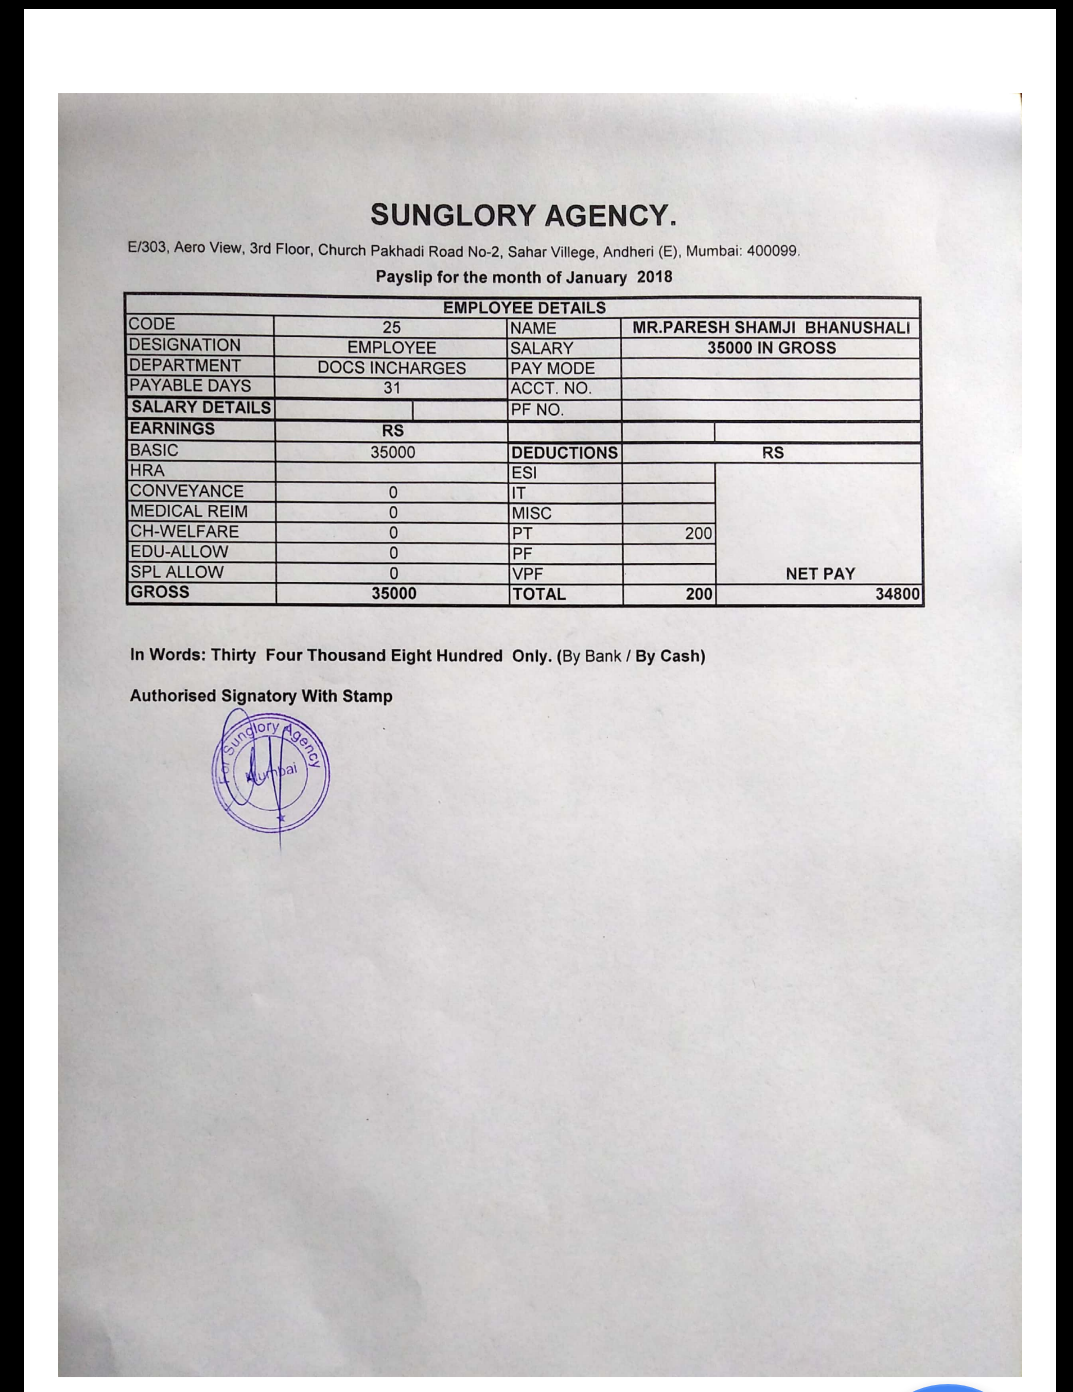 SUNGLORY AGENCY.
E/303, Aero View, 3rd Floor, Church Pakhadi Road No-2, Sahar Villege, Andheri (E), Mumbai: 400099.
Payslip for the month of January 2018
EMPLOYEE DETAILS
CODE 25 NAME MR.PARESH SHAMJI BHANUSHALI
DESIGNATION EMPLOYEE SALARY 35000 IN GROSS
DEPARTMENT DOCS INCHARGES PAY MODE
PAYABLE DAYS 31 ACCT. NO.
SALARY DETAILS PF NO.
EARNINGS RS
BASIC 35000 DEDUCTIONS RS
HRA ESI
CONVEYANCE 0 IT
MEDICAL REIM 0 MISC
CH-WELFARE 0 PT 200
EDU-ALLOW 0 PF
SPL ALLOW 0 VPF NET PAY
GROSS 35000 TOTAL 200 34800
In Words: Thirty Four Thousand Eight Hundred Only. (By Bank / By Cash)
Authorised Signatory With Stamp
For Sunglory Agency
Mumbai